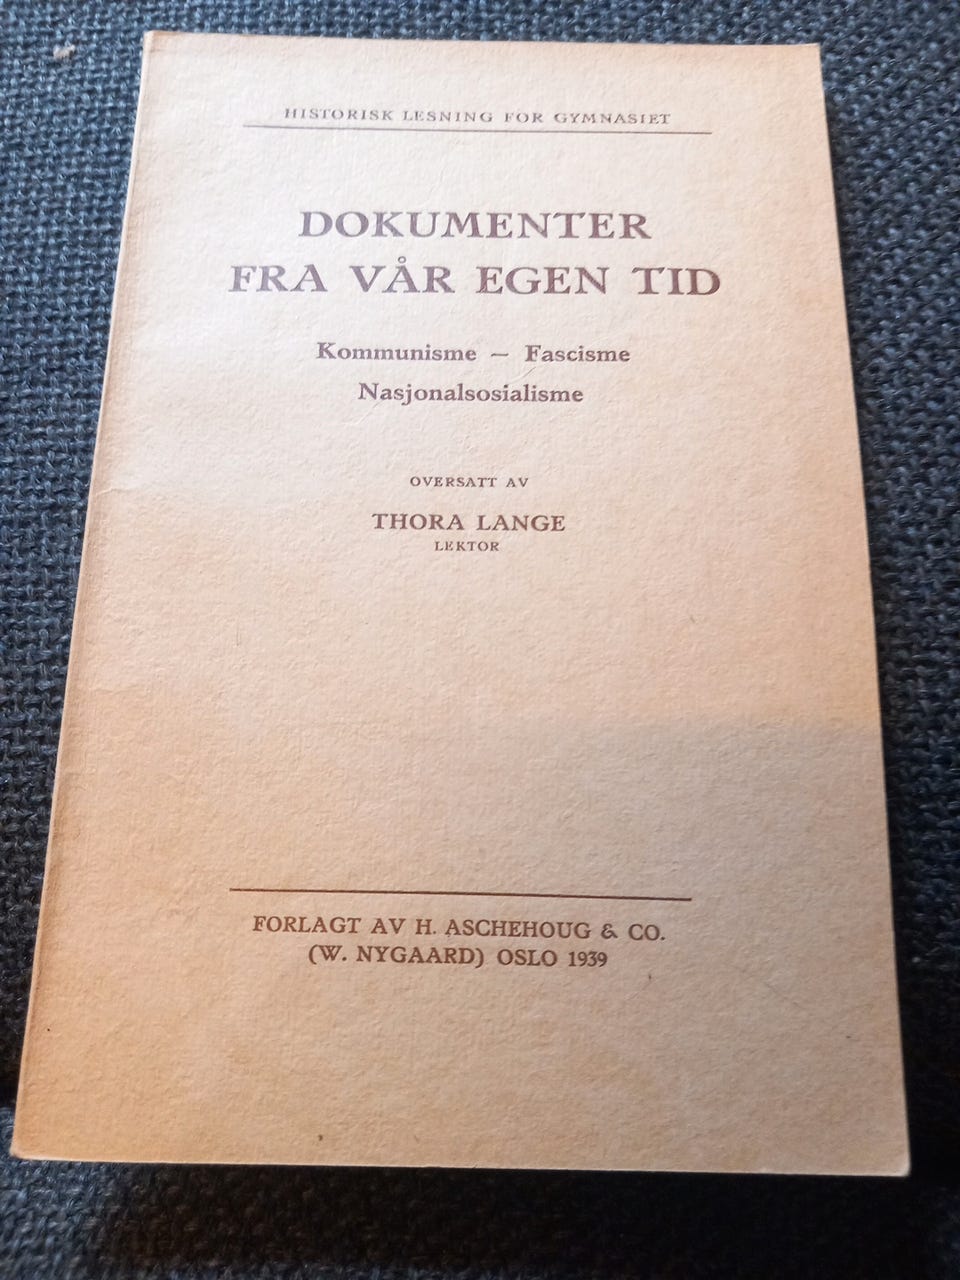 HISTORISK LESNING FOR GYMNASIET
DOKUMENTER
FRA VÅR EGEN TID
Kommunisme — Fascisme
Nasjonalsosialisme
OVERSATT AV
THORA LANGE
LEKTOR
FORLAGT AV H. ASCHEHOUG & CO.
(W. NYGAARD) OSLO 1939